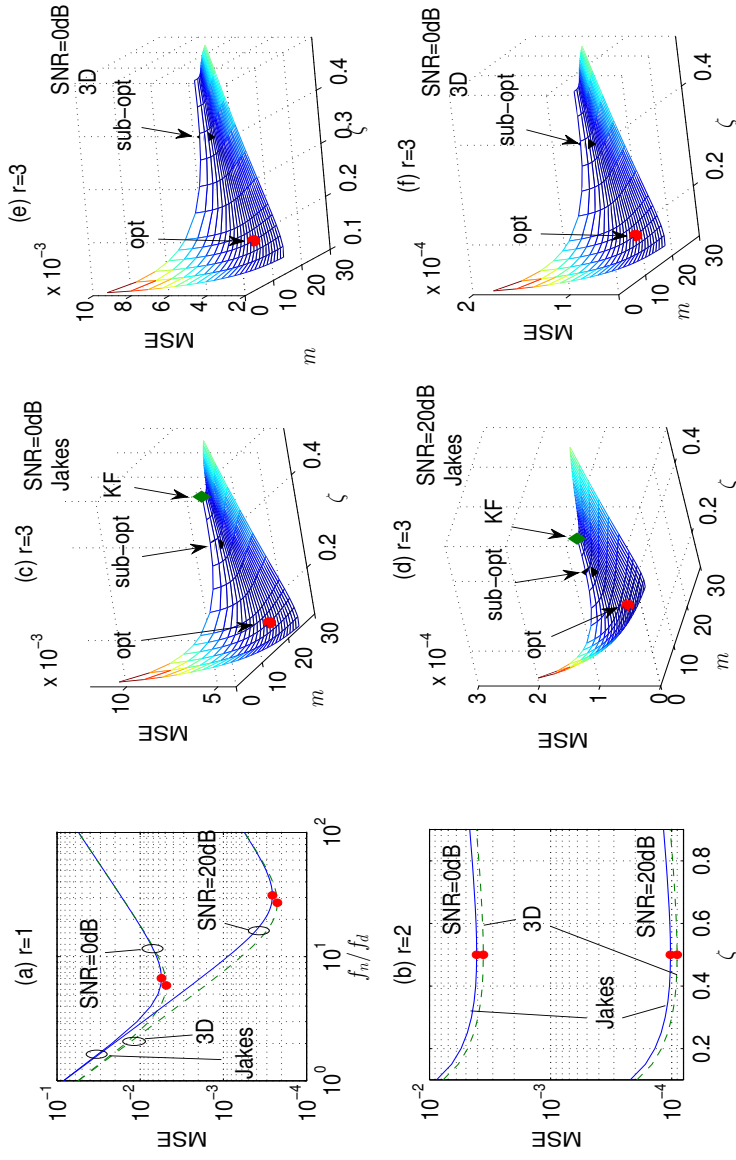 (a) r=1
MSE
10^-1
10^-2
10^-3
10^-4
10^0
10^1
10^2
f_n/f_d
SNR=0dB
SNR=20dB
3D
Jakes
(b) r=2
MSE
10^-2
10^-3
10^-4
0.2
0.4
0.6
0.8
ζ
SNR=0dB
3D
Jakes
SNR=20dB
(c) r=3
SNR=0dB
Jakes
x 10^-3
MSE
10
5
0
10
20
30
m
0.2
0.4
ζ
opt
sub-opt
KF
(d) r=3
SNR=20dB
Jakes
x 10^-4
MSE
3
2
1
0
0
10
20
30
m
0.2
0.4
ζ
opt
sub-opt
KF
(e) r=3
SNR=0dB
3D
x 10^-3
MSE
10
8
6
4
2
0
10
20
30
m
0.1
0.2
0.3
0.4
ζ
opt
sub-opt
(f) r=3
SNR=0dB
3D
x 10^-4
MSE
2
1
0
0
10
20
30
m
0.2
0.4
ζ
opt
sub-opt